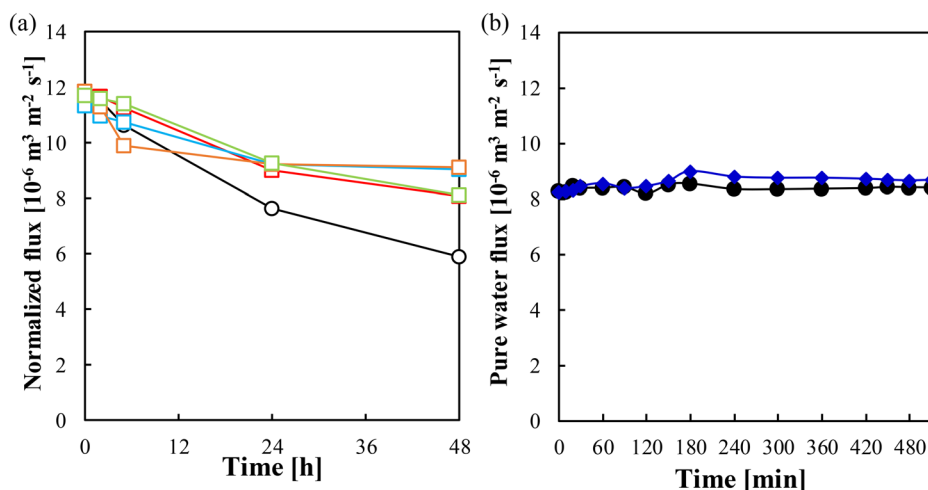 (a)
Normalized flux [10⁻⁶ m³ m⁻² s⁻¹]
14
12
10
8
6
4
2
0
0 12 24 36 48
Time [h]
(b)
Pure water flux [10⁻⁶ m³ m⁻² s⁻¹]
14
12
10
8
6
4
2
0
0 60 120 180 240 300 360 420 480
Time [min]